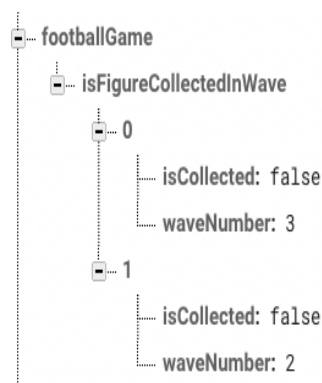 footballGame
isFigureCollectedInWave
0
isCollected: false
waveNumber: 3
1
isCollected: false
waveNumber: 2